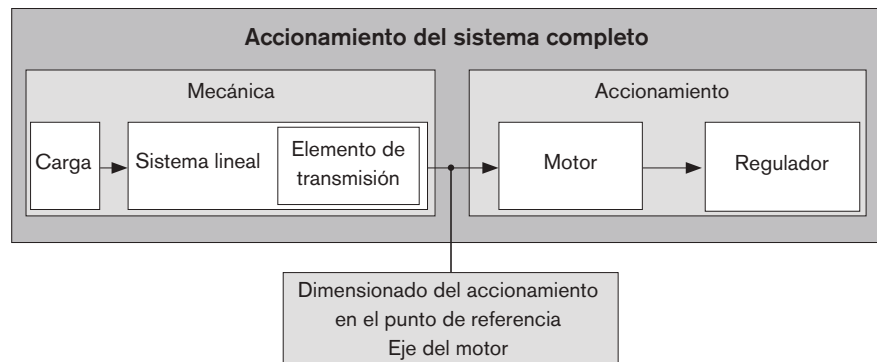 Accionamiento del sistema completo
Mecánica
Accionamiento
Carga
Sistema lineal
Elemento de
transmisión
Motor
Regulador
Dimensionado del accionamiento
en el punto de referencia
Eje del motor